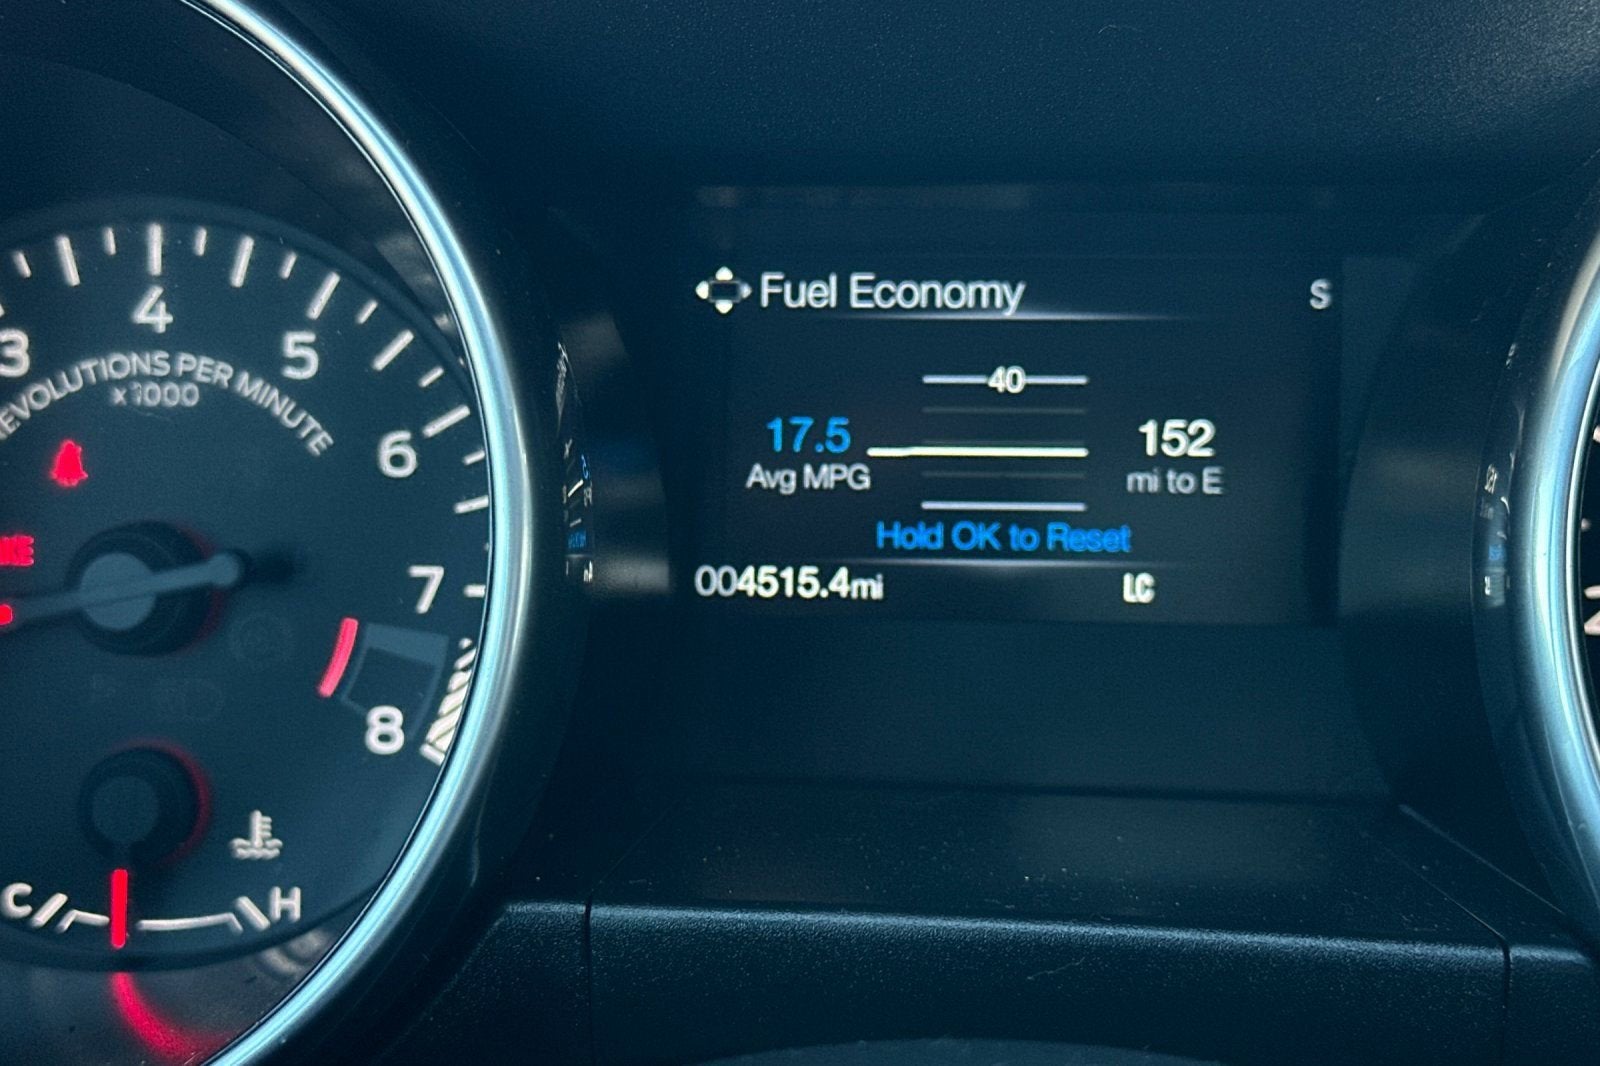 3
4
5
6
7
8
REVOLUTIONS PER MINUTE
x1000
C
H
Fuel Economy
S
40
17.5
152
Avg MPG
mi to E
Hold OK to Reset
004515.4mi
LC